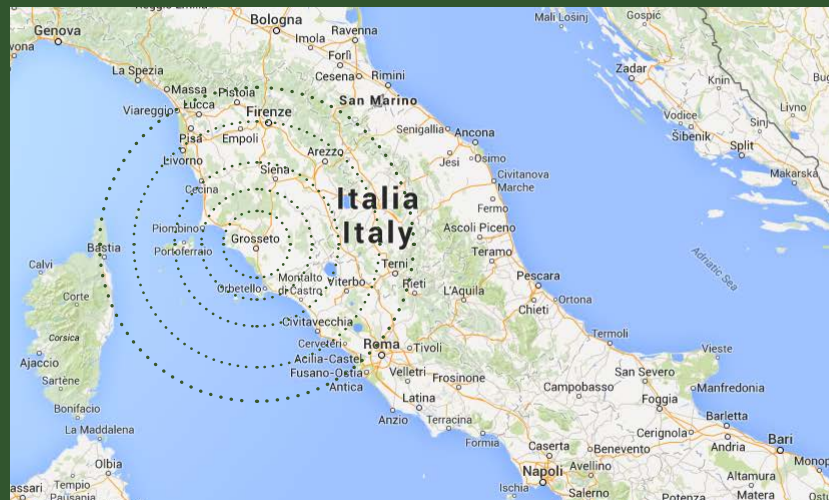 Bologna
Mali Lošinj
Gospic
Genova
Imola
Ravenna
Forlì
La Spezia
Cesena
Rimini
Zadar
Massa
Pistoia
San Marino
Knin
Viareggio
Lucca
Firenze
Livno
Pisa
Empoli
Senigallia
Ancona
Vodice
Sinj
Livorno
Arezzo
Jesi
Osimo
Šibenik
Split
Siena
Civitanova
Marche
Makarska
Cecina
Italia
Fermo
Piombino
Grosseto
Italy
Ascoli Piceno
Bastia
Portoferraio
Teramo
Adriatic Sea
Calvi
Terni
Montalto
di Castro
Viterbo
Rieti
L'Aquila
Pescara
Orbetello
Corte
Ortona
Chieti
Corsica
Civitavecchia
Termoli
Cerveteri
Roma
Tivoli
Vieste
Ajaccio
Acilia-Castel
Fusano-Ostia
Antica
Velletri
Frosinone
San Severo
Sartène
Campobasso
Manfredonia
Latina
Foggia
Bonifacio
Anzio
Terracina
Barletta
La Maddalena
Formia
Cerignola
Andria
Bari
Caserta
Benevento
Olbia
Napoli
Avellino
Altamura
Tempio
Pausania
Ischia
Salerno
Potenza
Matera